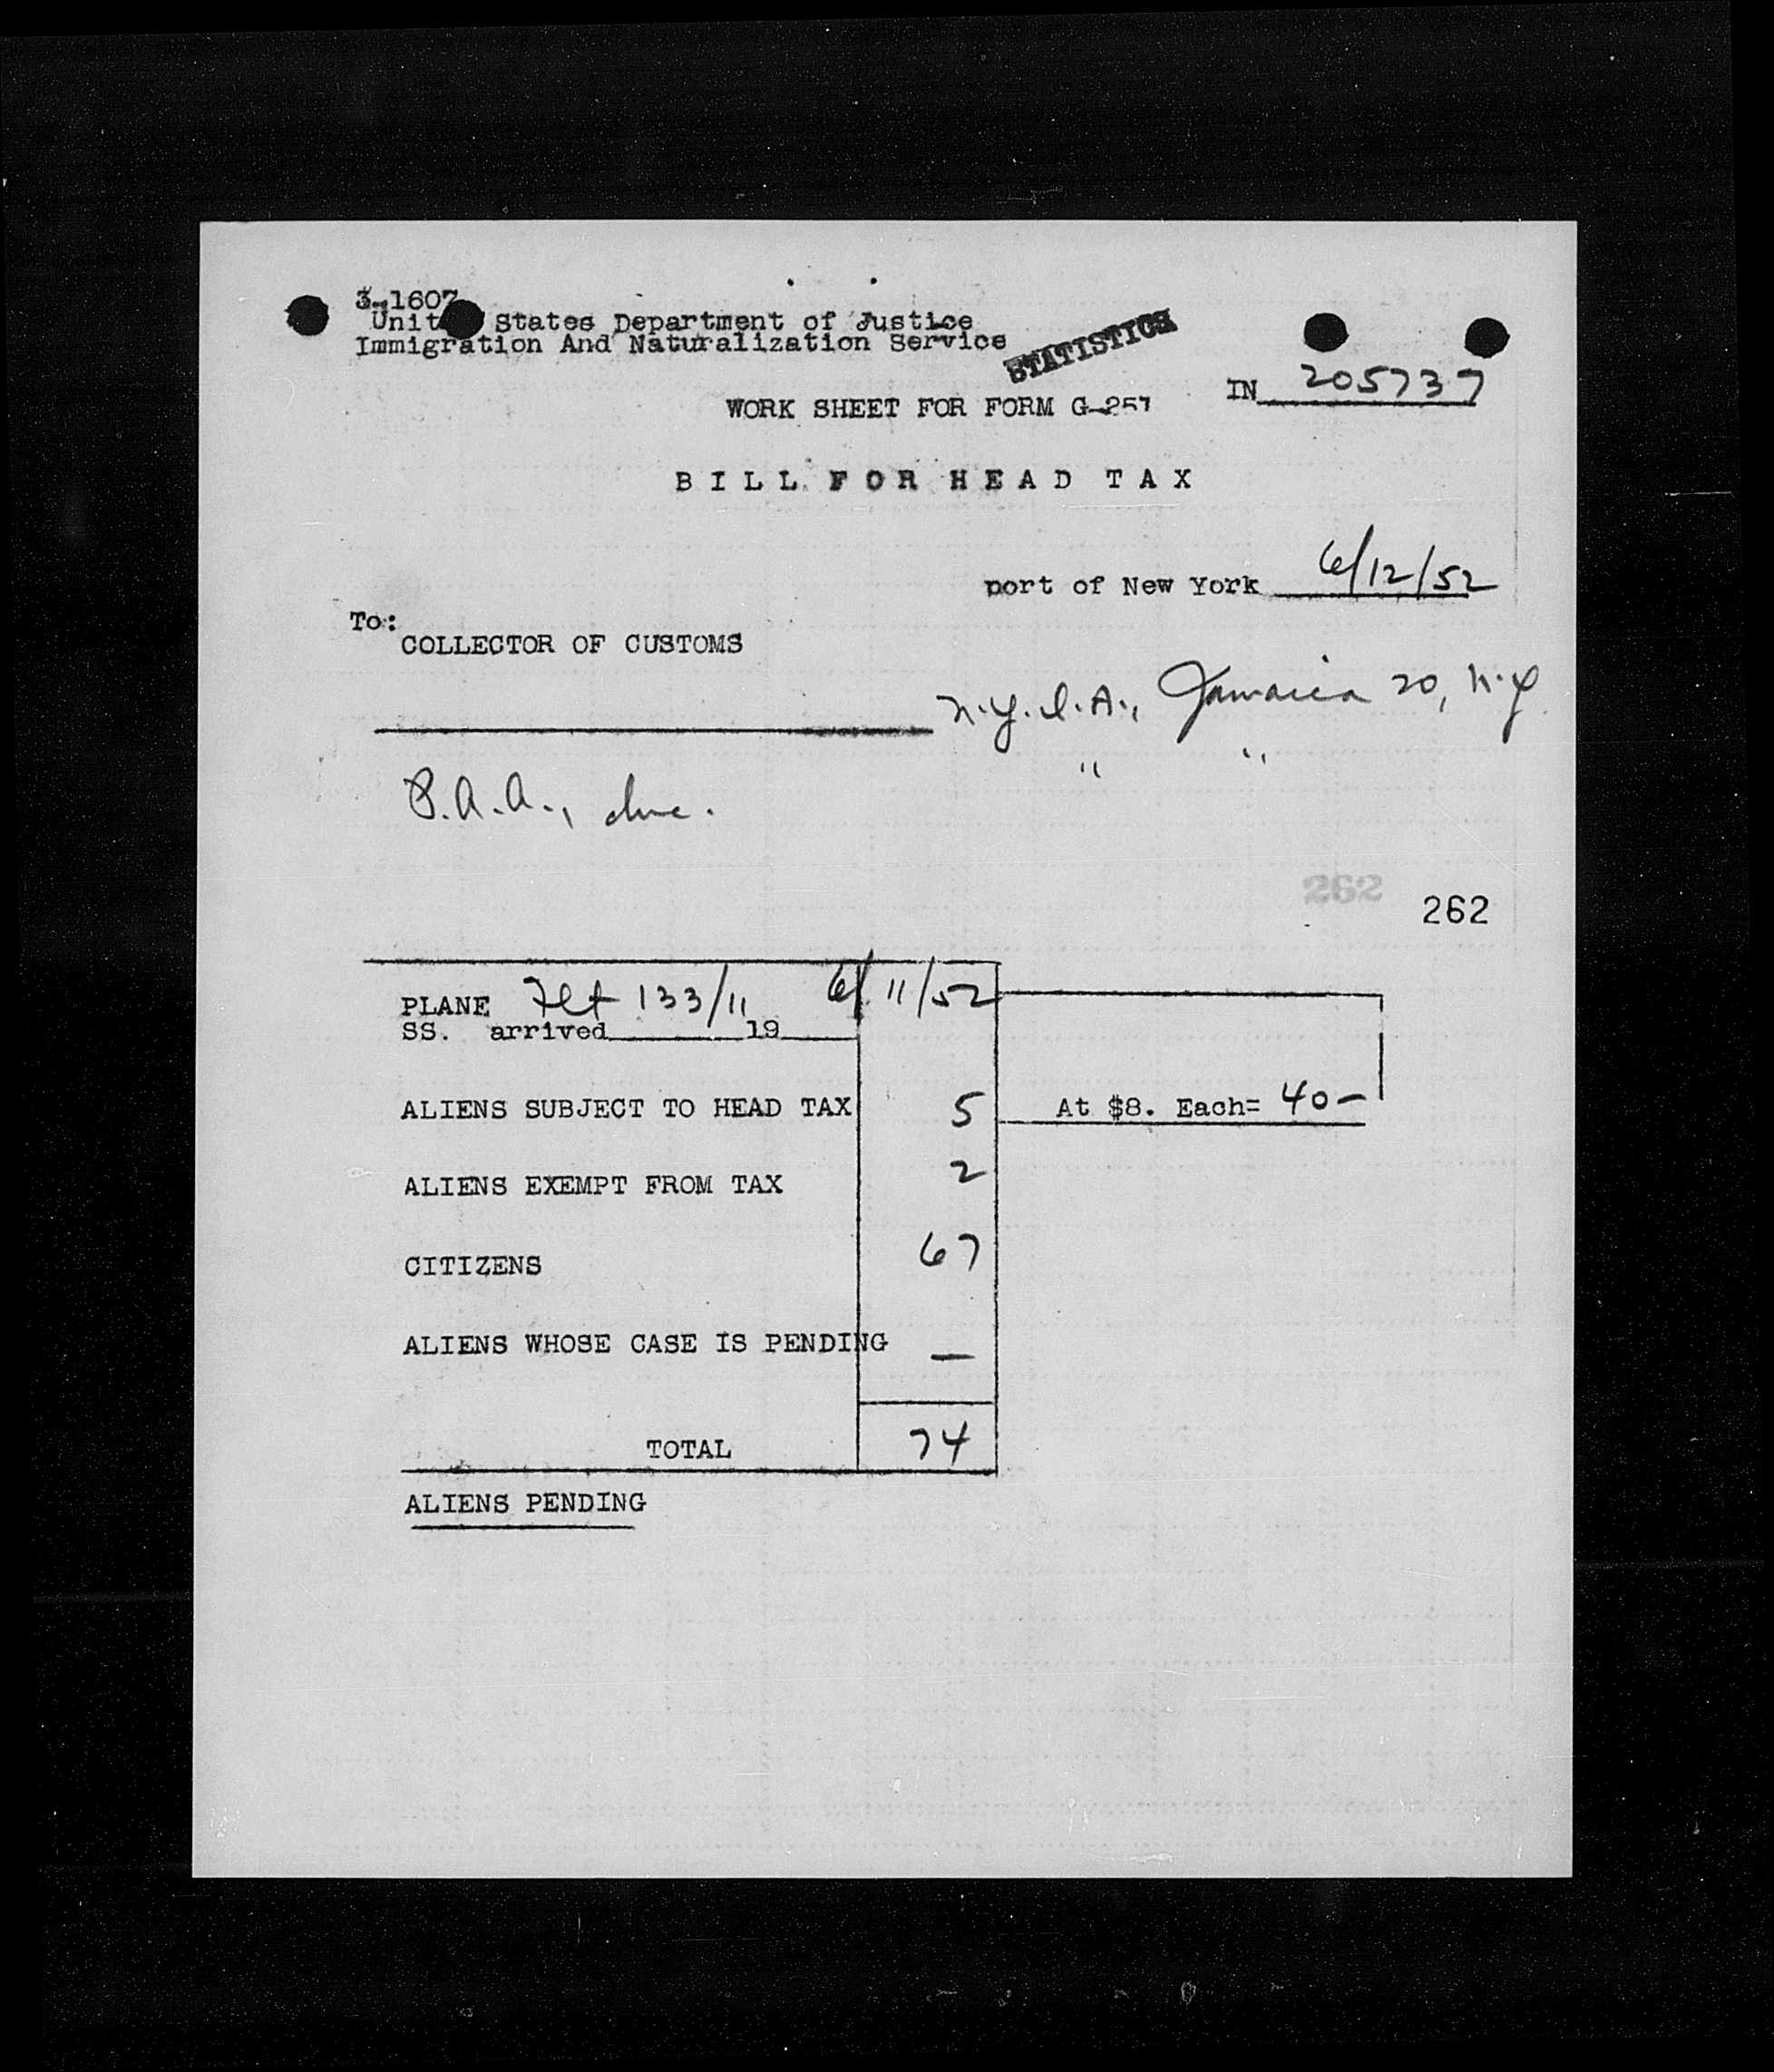 3-1607
United States Department of Justice
Immigration And Naturalization Service
STATISTICS
IN 205737
WORK SHEET FOR FORM G-257
BILL FOR HEAD TAX
port of New York 6/12/52
To:
COLLECTOR OF CUSTOMS
N.Y.I.A., Jamaica 20, N.Y.
" "
P.A.A., Inc.
262
262
PLANE Flt 133/11 6/11/52
SS. arrived 19
ALIENS SUBJECT TO HEAD TAX 5 At $8. Each= 40-
ALIENS EXEMPT FROM TAX 2
CITIZENS 67
ALIENS WHOSE CASE IS PENDING —
TOTAL 74
ALIENS PENDING